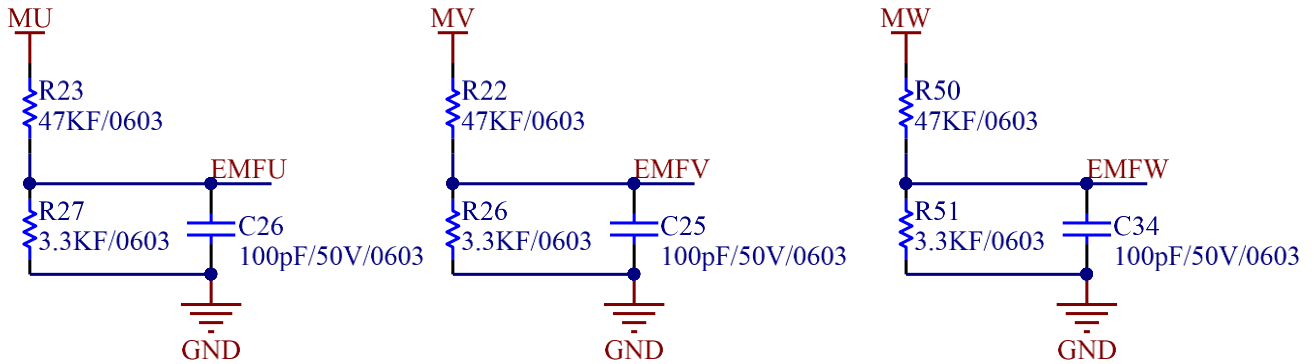 MU
R23
47KF/0603
EMFU
R27
3.3KF/0603
C26
100pF/50V/0603
GND
MV
R22
47KF/0603
EMFV
R26
3.3KF/0603
C25
100pF/50V/0603
GND
MW
R50
47KF/0603
EMFW
R51
3.3KF/0603
C34
100pF/50V/0603
GND